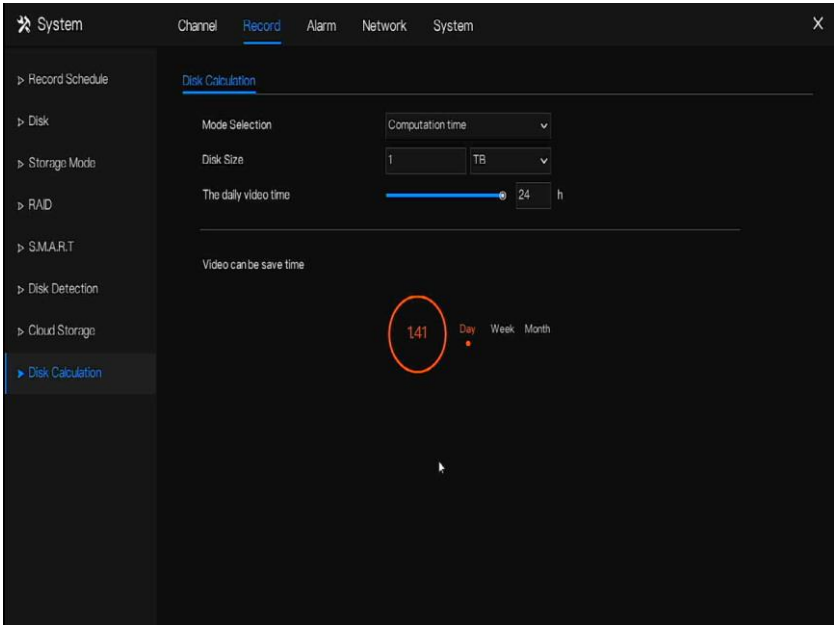 System
Channel Record Alarm Network System X
Record Schedule
Disk
Storage Mode
RAID
S.M.A.R.T
Disk Detection
Cloud Storage
Disk Calculation
Disk Calculation
Mode Selection Computation time
Disk Size 1 TB
The daily video time 24 h
Video can be save time
1.41 Day Week Month